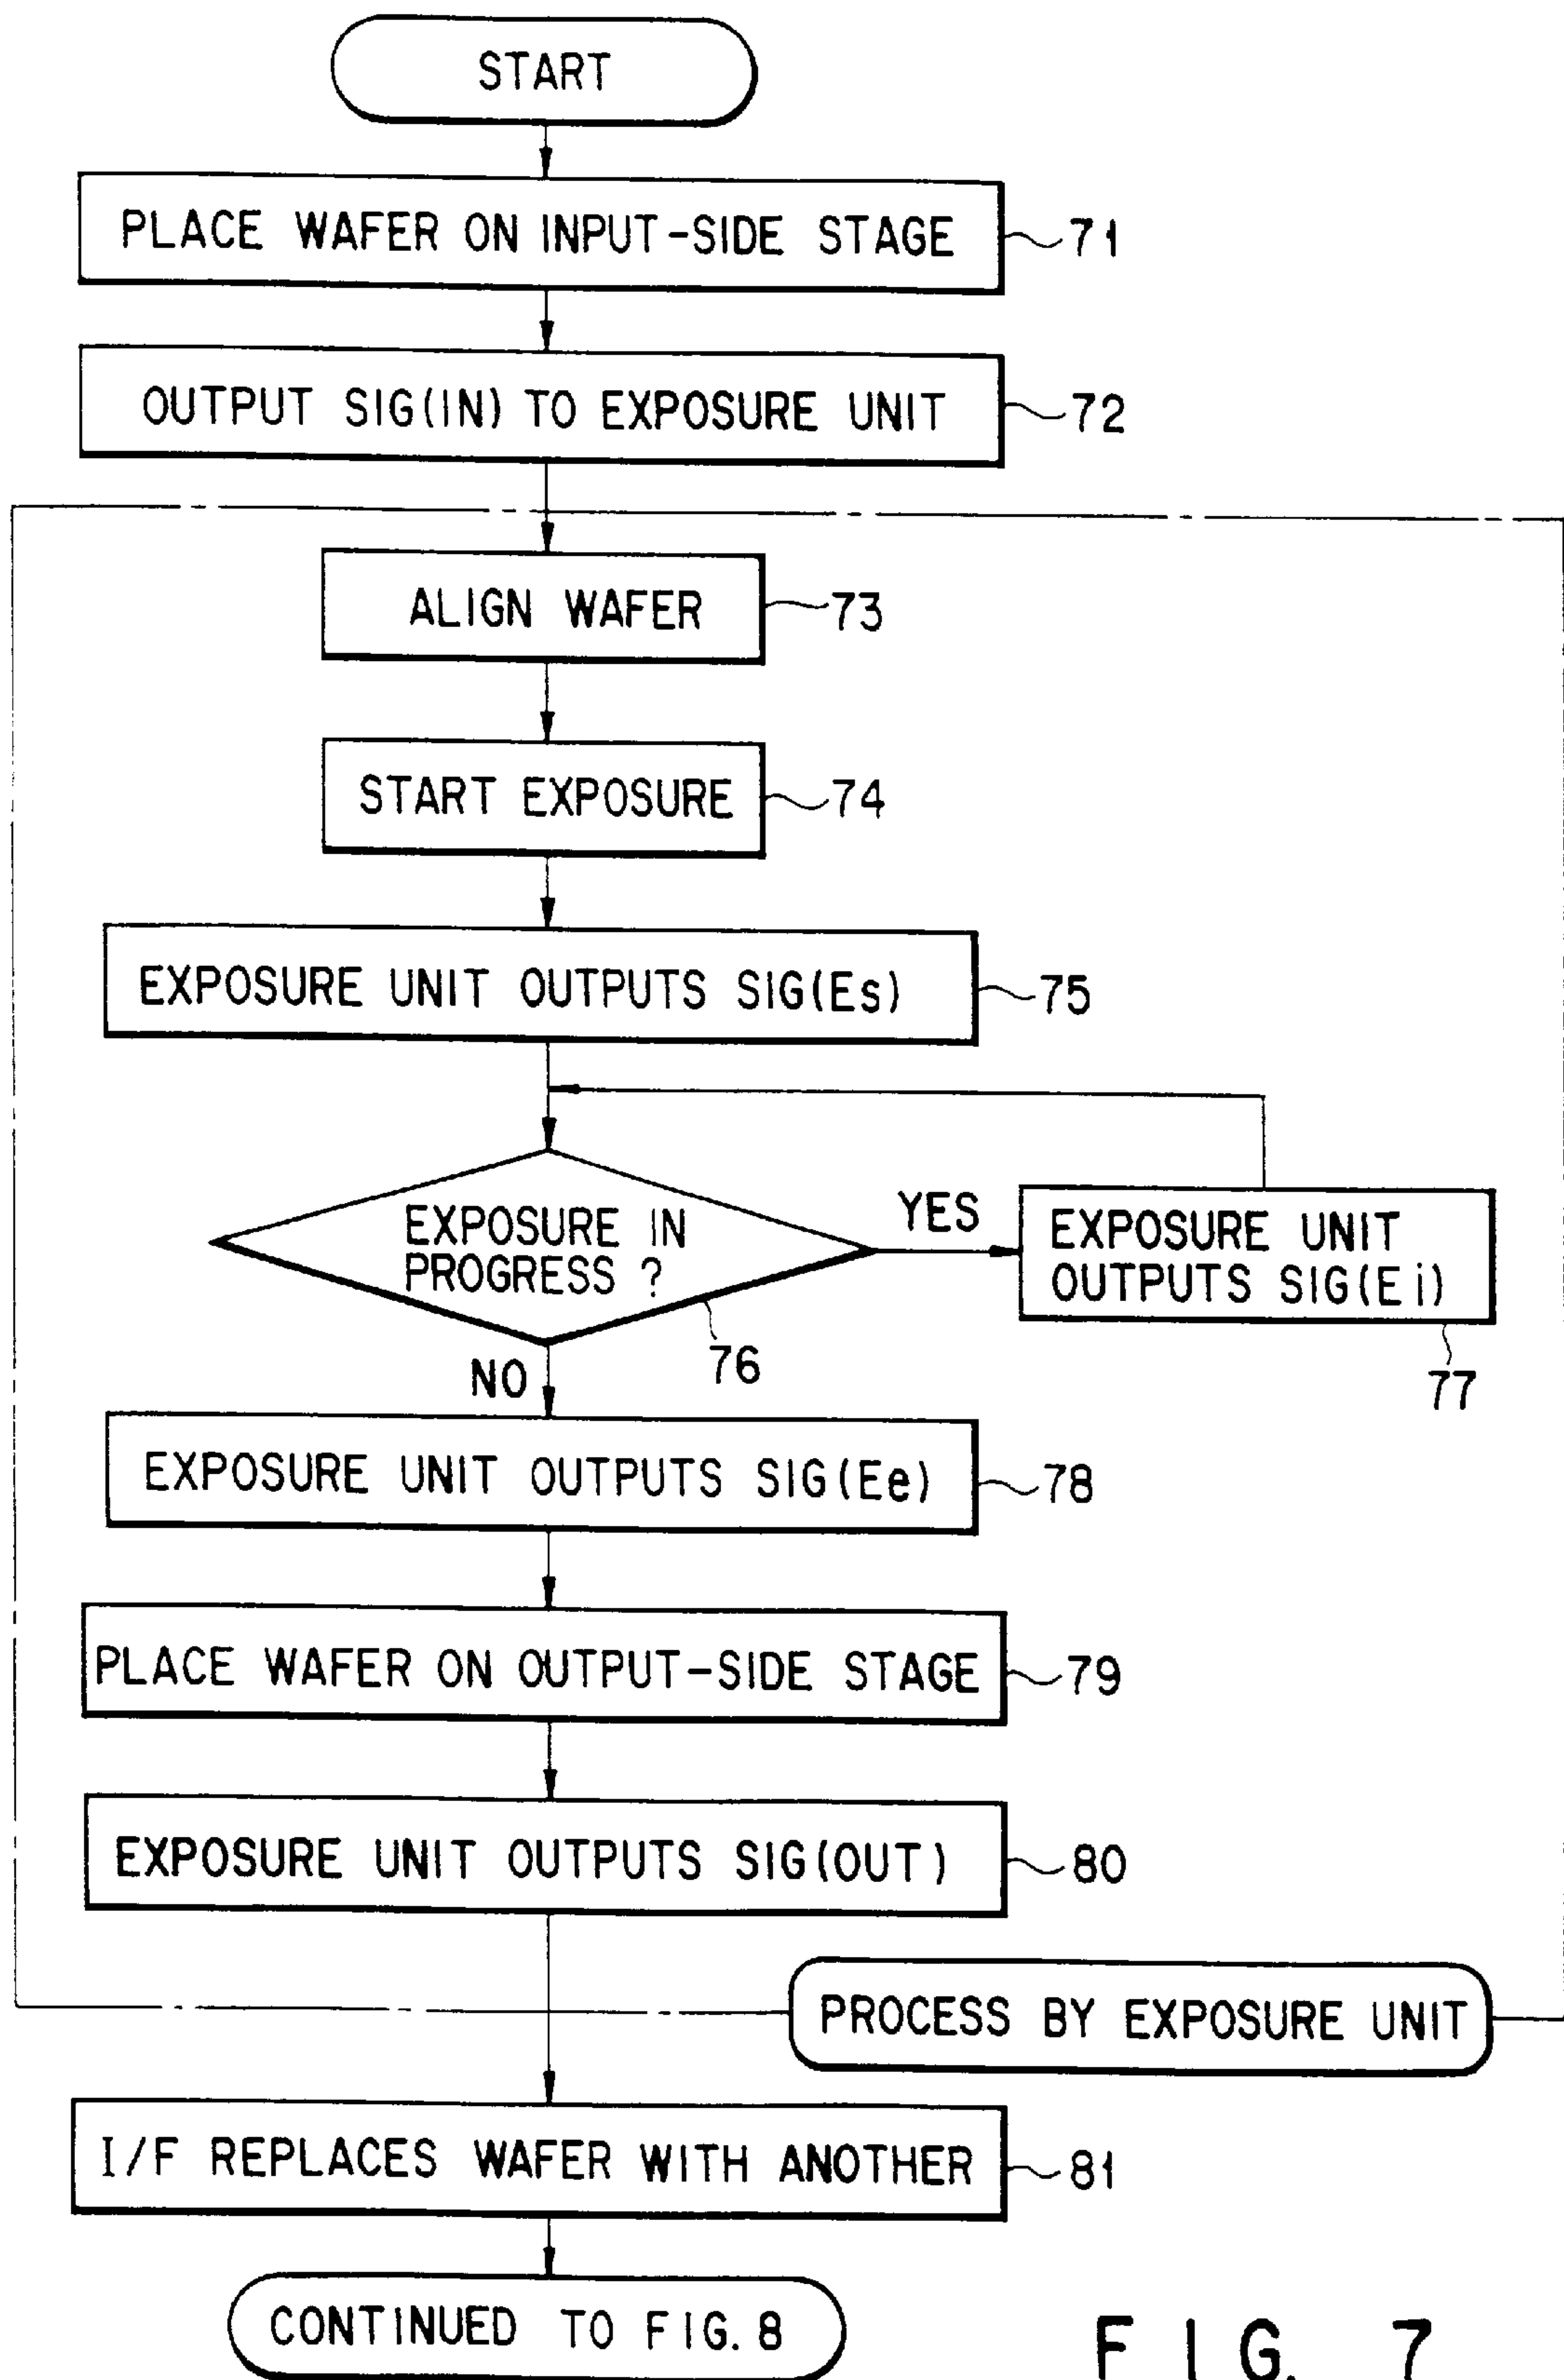 START
PLACE WAFER ON INPUT-SIDE STAGE
71
OUTPUT SIG(IN) TO EXPOSURE UNIT
72
ALIGN WAFER
73
START EXPOSURE
74
EXPOSURE UNIT OUTPUTS SIG(Es)
75
EXPOSURE IN
PROGRESS ?
76
YES
EXPOSURE UNIT
OUTPUTS SIG(Ei)
77
NO
EXPOSURE UNIT OUTPUTS SIG(Ee)
78
PLACE WAFER ON OUTPUT-SIDE STAGE
79
EXPOSURE UNIT OUTPUTS SIG(OUT)
80
PROCESS BY EXPOSURE UNIT
I/F REPLACES WAFER WITH ANOTHER
81
CONTINUED TO FIG. 8
FIG. 7